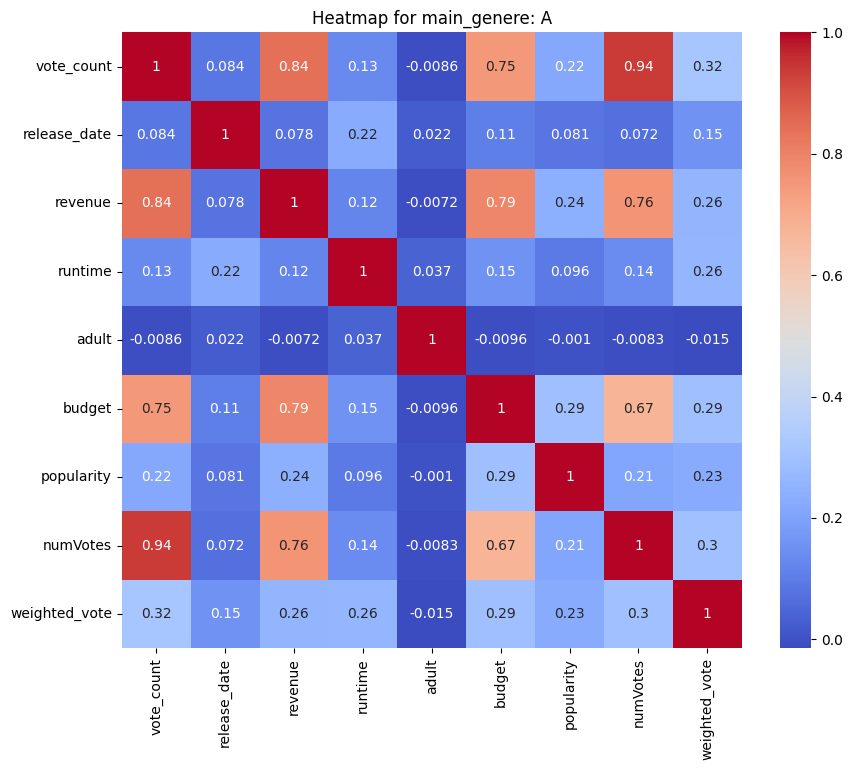 Heatmap for main_genere: A
vote_count 1 0.084 0.84 0.13 -0.0086 0.75 0.22 0.94 0.32
release_date 0.084 1 0.078 0.22 0.022 0.11 0.081 0.072 0.15
revenue 0.84 0.078 1 0.12 -0.0072 0.79 0.24 0.76 0.26
runtime 0.13 0.22 0.12 1 0.037 0.15 0.096 0.14 0.26
adult -0.0086 0.022 -0.0072 0.037 1 -0.0096 -0.001 -0.0083 -0.015
budget 0.75 0.11 0.79 0.15 -0.0096 1 0.29 0.67 0.29
popularity 0.22 0.081 0.24 0.096 -0.001 0.29 1 0.21 0.23
numVotes 0.94 0.072 0.76 0.14 -0.0083 0.67 0.21 1 0.3
weighted_vote 0.32 0.15 0.26 0.26 -0.015 0.29 0.23 0.3 1
vote_count
release_date
revenue
runtime
adult
budget
popularity
numVotes
weighted_vote
1.0
0.8
0.6
0.4
0.2
0.0